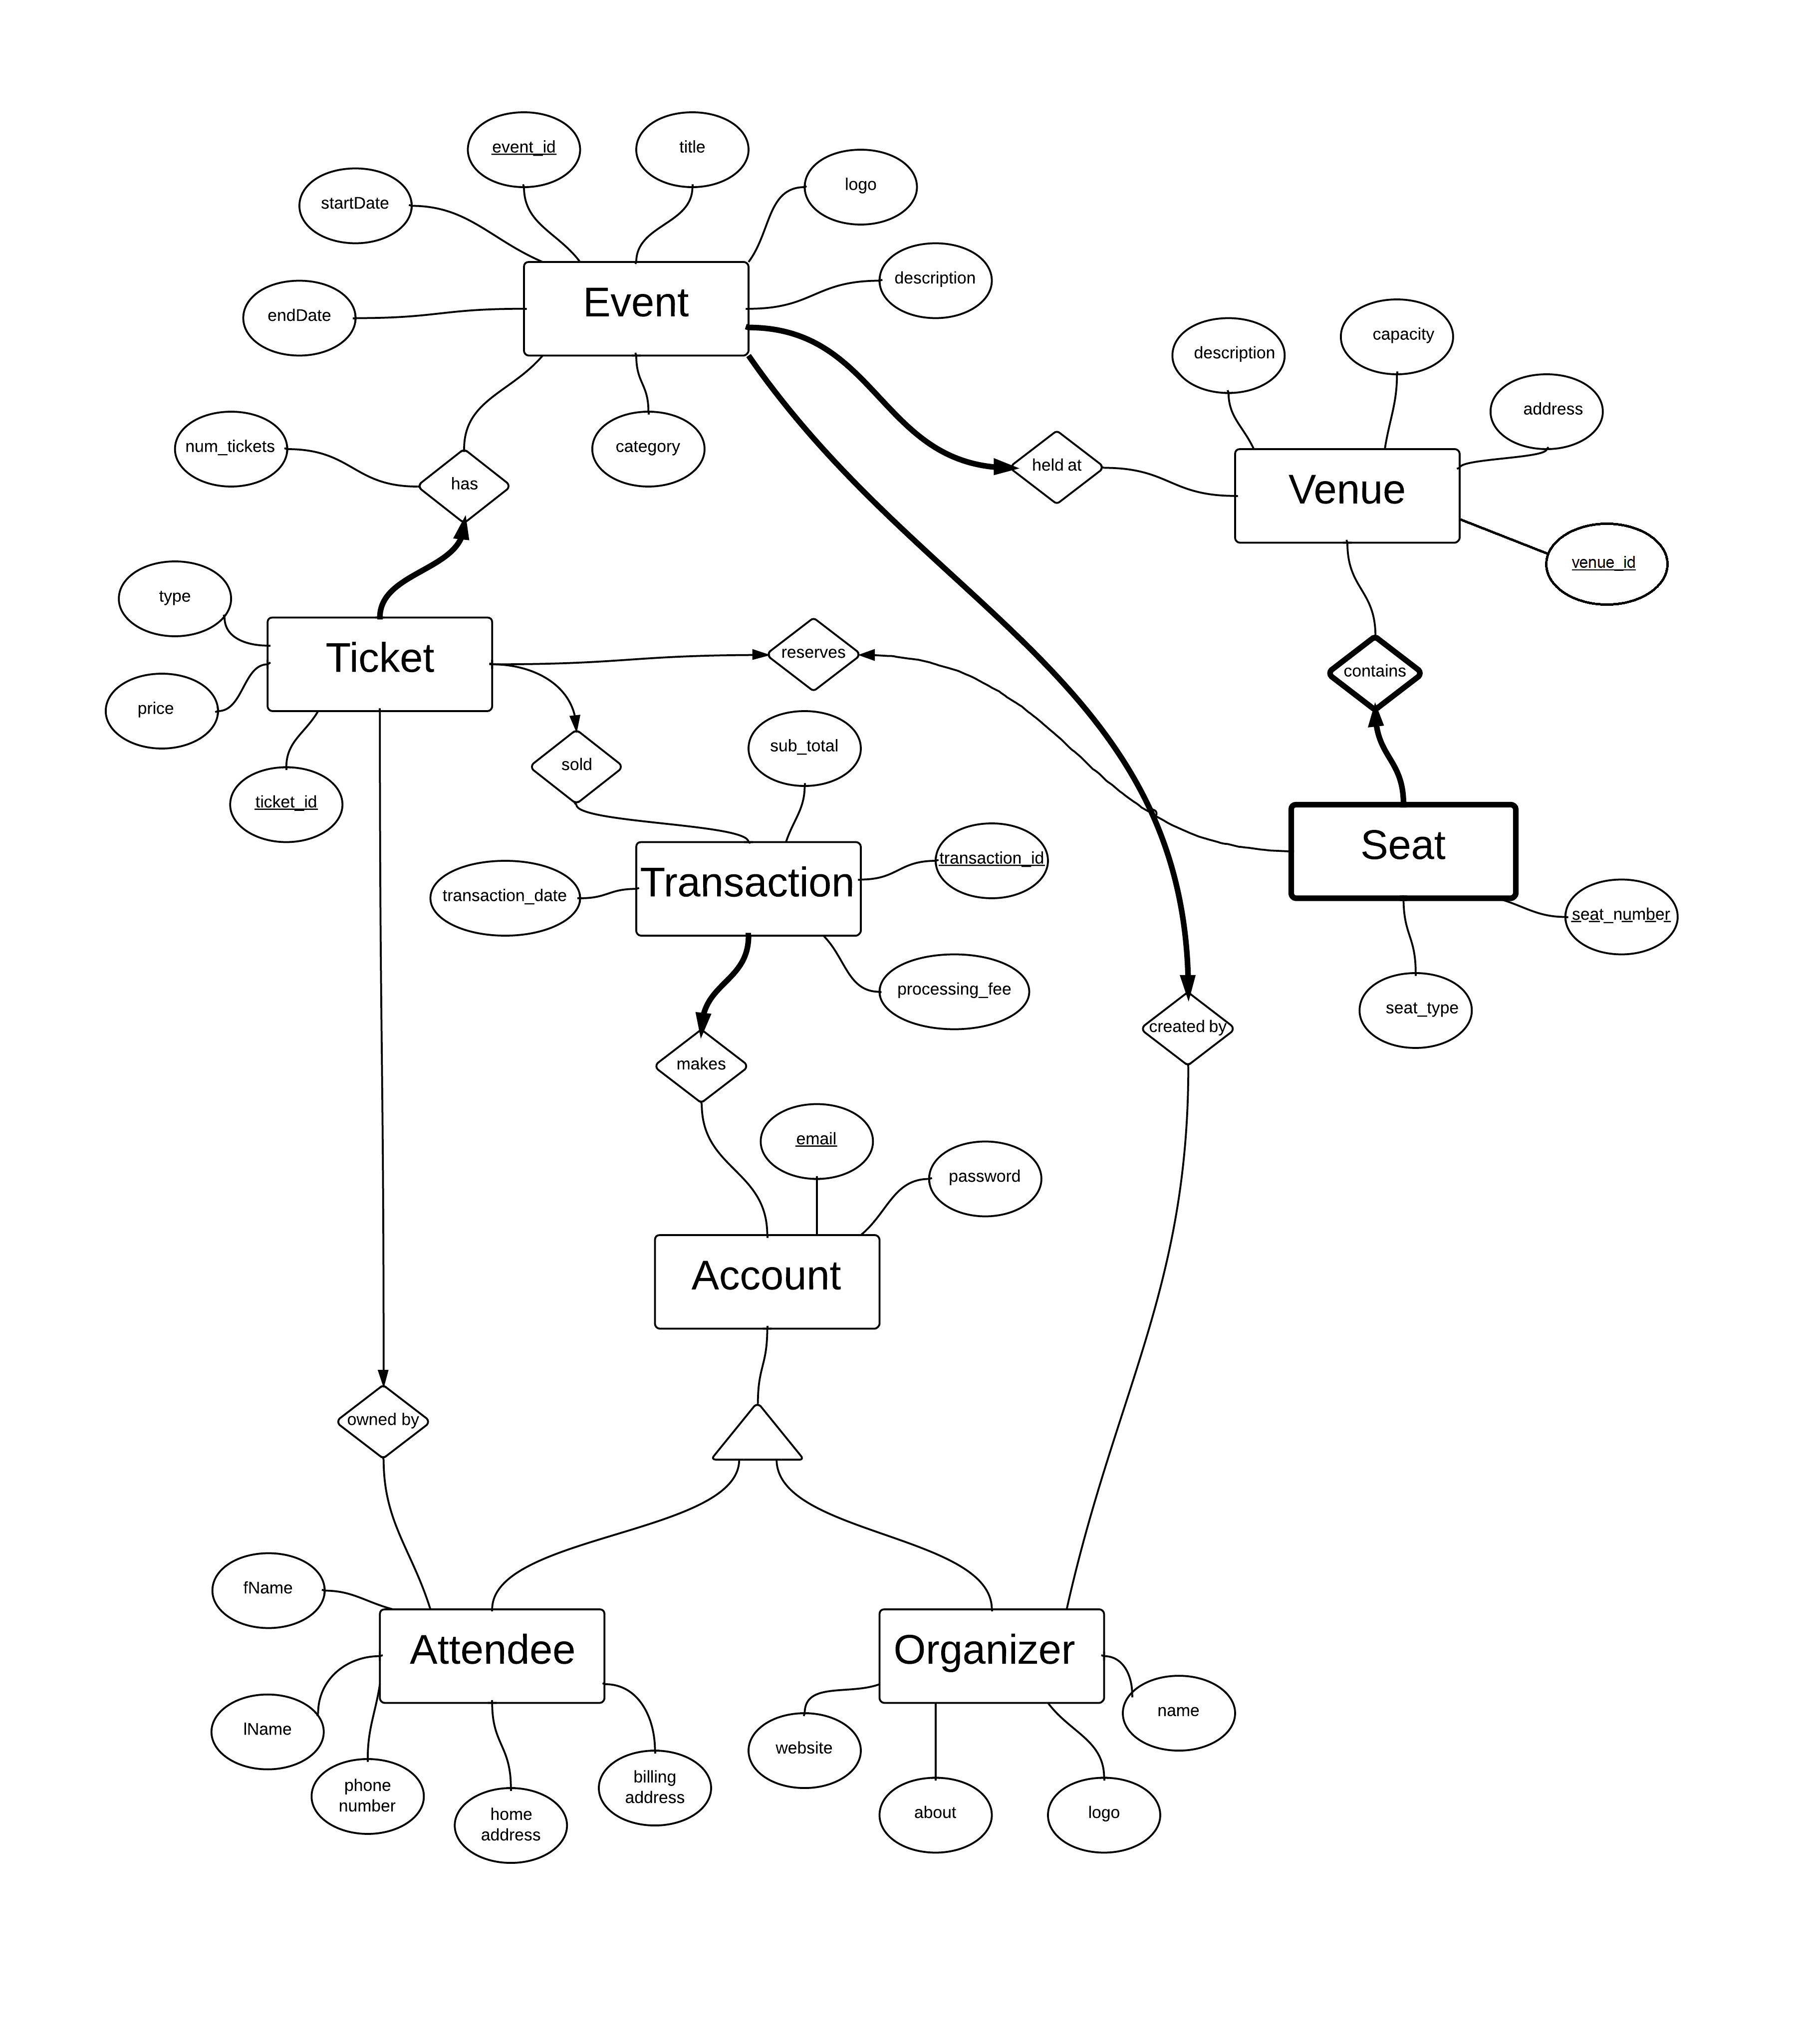 event_id
title
logo
startDate
description
endDate
Event
description
capacity
address
num_tickets
category
has
held at
Venue
venue_id
type
Ticket
reserves
contains
price
sold
sub_total
ticket_id
Seat
Transaction
transaction_id
transaction_date
seat_number
processing_fee
seat_type
created by
makes
email
password
Account
owned by
fName
Attendee
Organizer
lName
name
website
phone
number
billing
address
home
address
about
logo